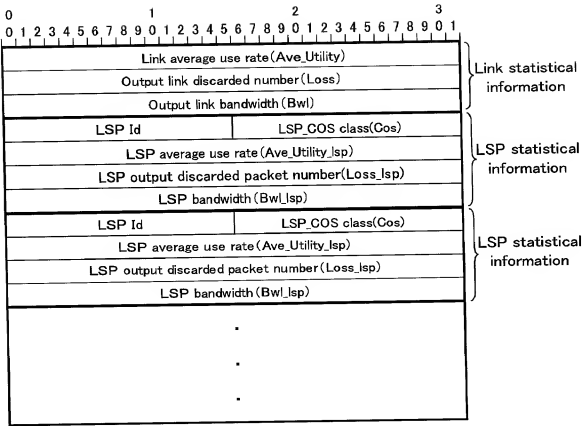 0 1 2 3
0 1 2 3 4 5 6 7 8 9 0 1 2 3 4 5 6 7 8 9 0 1 2 3 4 5 6 7 8 9 0 1
Link average use rate(Ave_Utility)
Output link discarded number(Loss)
Output link bandwidth(Bwl)
Link statistical
information
LSP Id LSP_COS class(Cos)
LSP average use rate(Ave_Utility_lsp)
LSP output discarded packet number(Loss_lsp)
LSP bandwidth(Bwl_lsp)
LSP statistical
information
LSP Id LSP_COS class(Cos)
LSP average use rate(Ave_Utility_lsp)
LSP output discarded packet number(Loss_lsp)
LSP bandwidth(Bwl_lsp)
LSP statistical
information